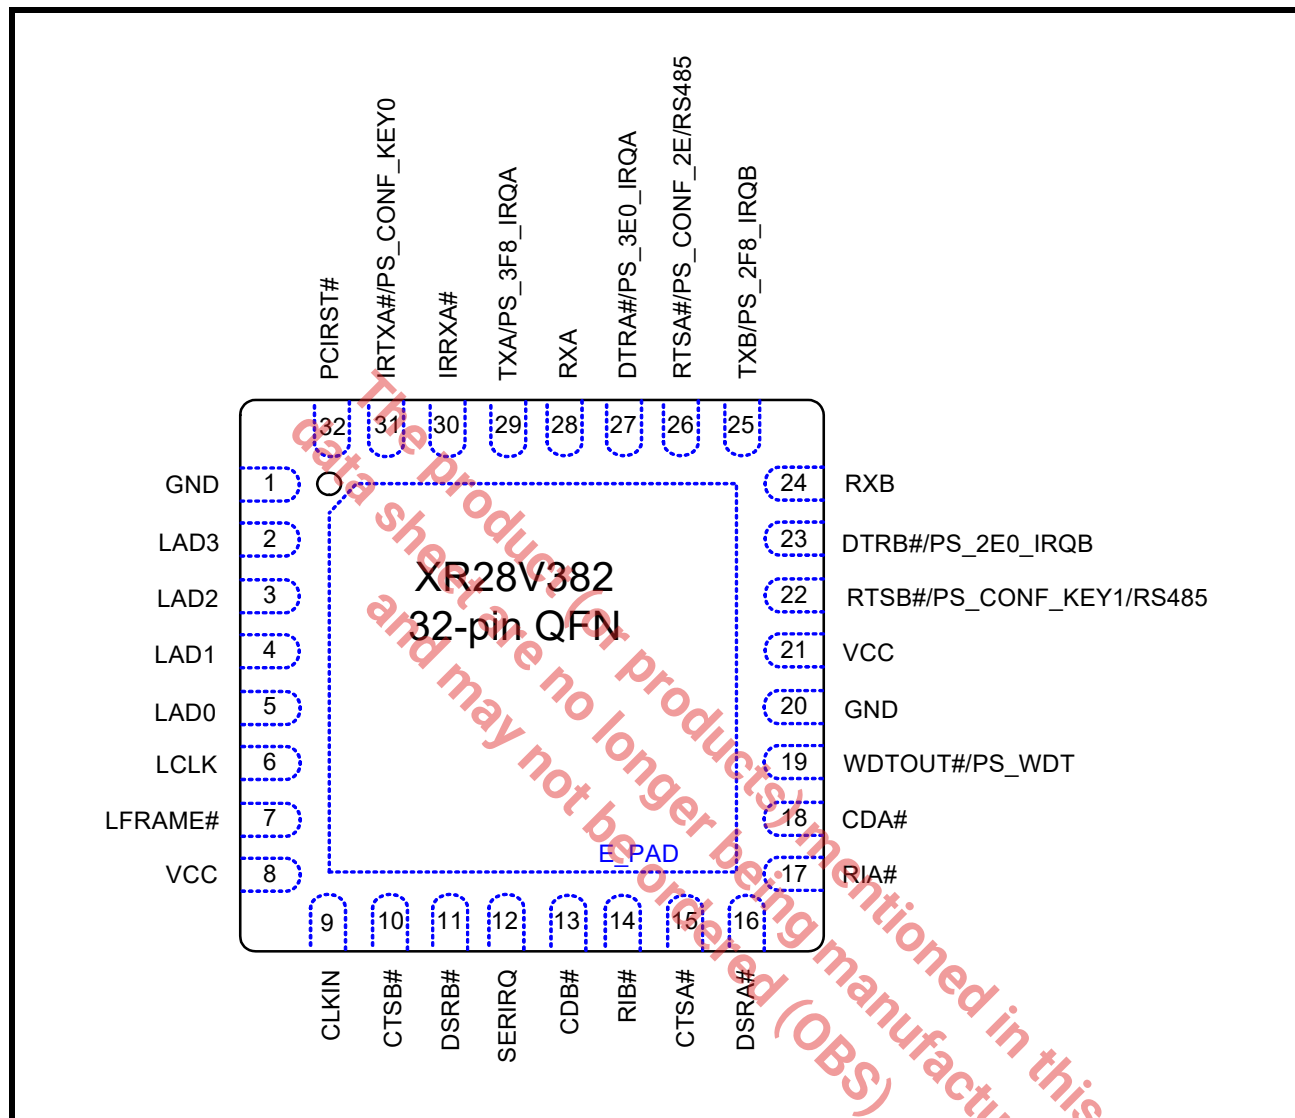 PCIRST#
IRTXA#/PS_CONF_KEY0
IRRXA#
TXA/PS_3F8_IRQA
RXA
DTRA#/PS_3E0_IRQA
RTSA#/PS_CONF_2E/RS485
TXB/PS_2F8_IRQB
32
31
30
29
28
27
26
25
GND 1
LAD3 2
LAD2 3
LAD1 4
LAD0 5
LCLK 6
LFRAME# 7
VCC 8
XR28V382
32-pin QFN
E_PAD
24 RXB
23 DTRB#/PS_2E0_IRQB
22 RTSB#/PS_CONF_KEY1/RS485
21 VCC
20 GND
19 WDTOUT#/PS_WDT
18 CDA#
17 RIA#
9
10
11
12
13
14
15
16
CLKIN
CTSB#
DSRB#
SERIRQ
CDB#
RIB#
CTSA#
DSRA#
The product (or products) mentioned in this
data sheet are no longer being
and may not be ordered (OBS)